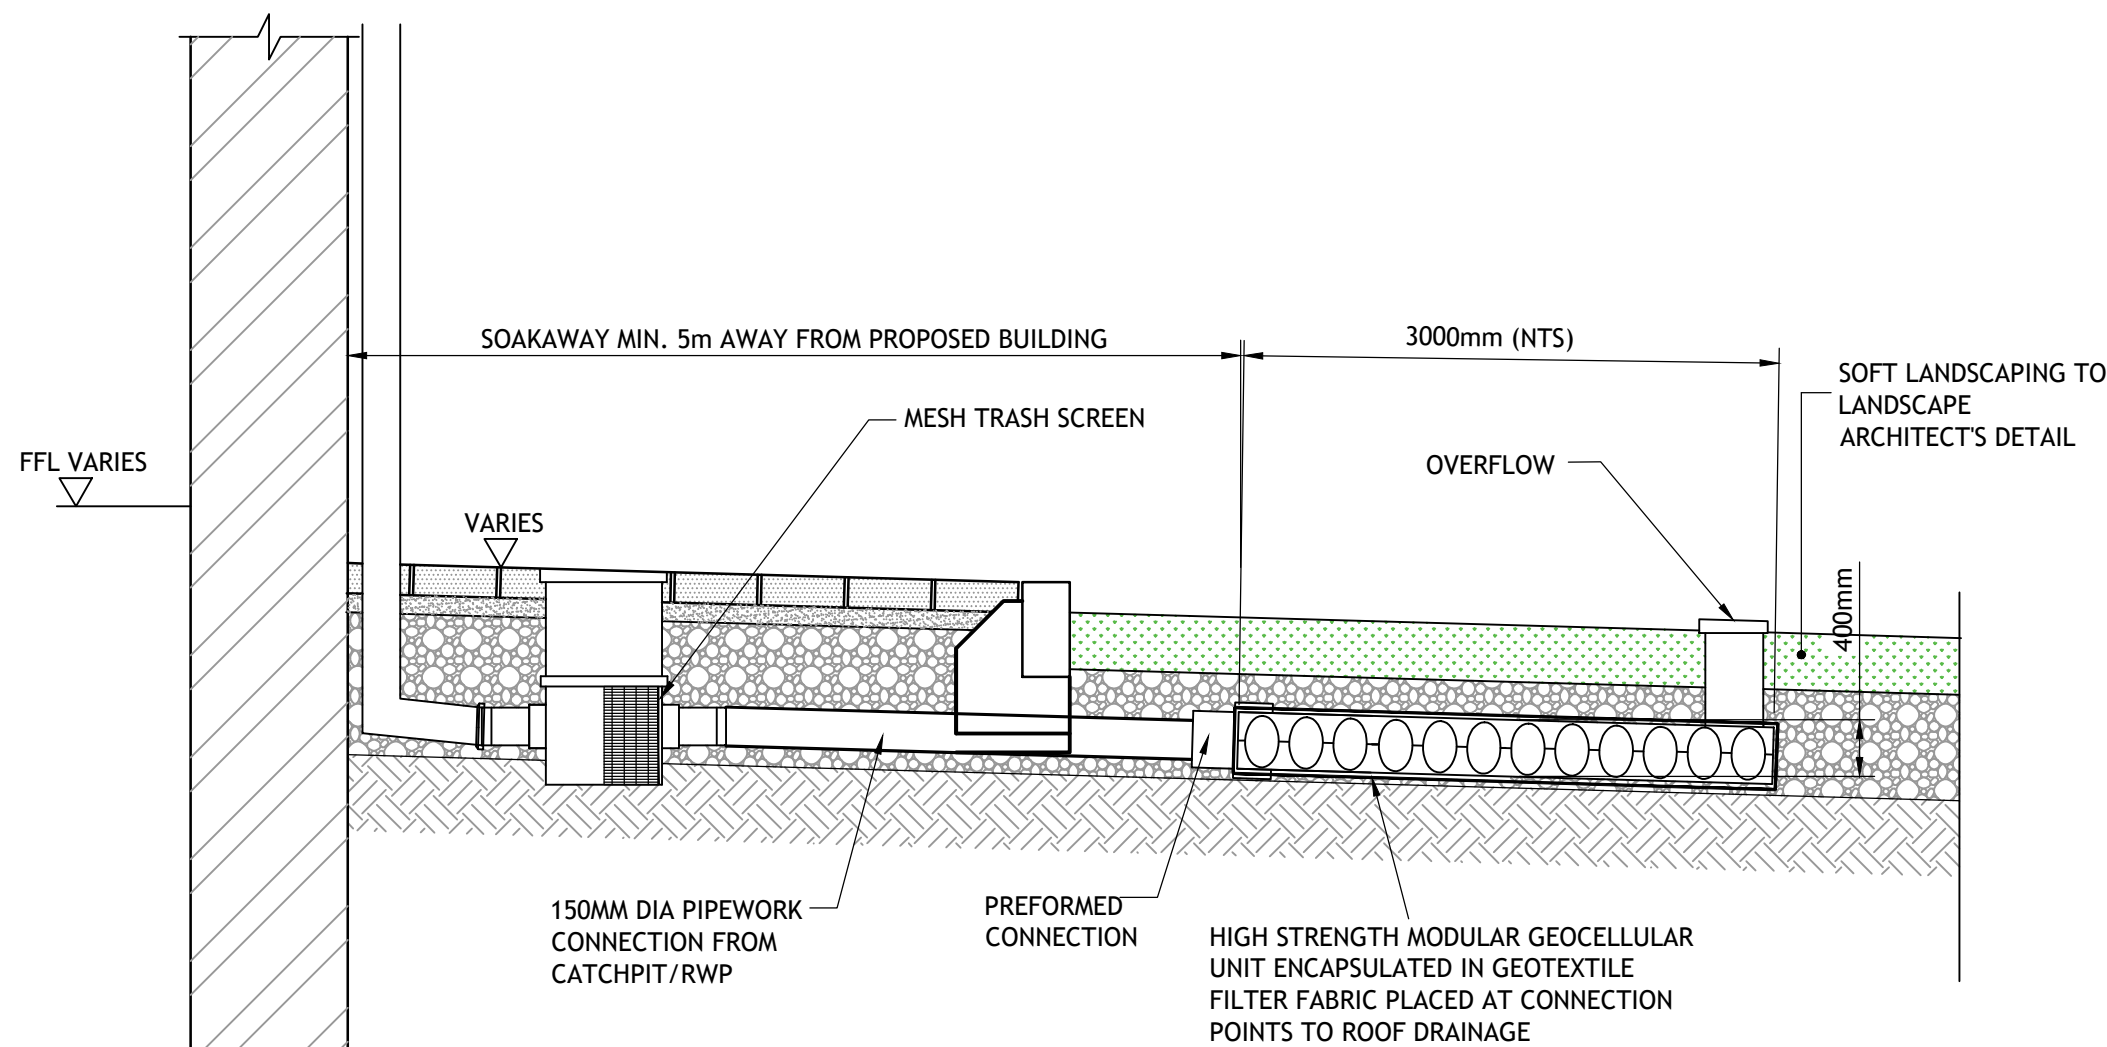 SOAKAWAY MIN. 5m AWAY FROM PROPOSED BUILDING
3000mm (NTS)
SOFT LANDSCAPING TO
LANDSCAPE
ARCHITECT'S DETAIL
MESH TRASH SCREEN
OVERFLOW
FFL VARIES
VARIES
400mm
150MM DIA PIPEWORK
CONNECTION FROM
CATCHPIT/RWP
PREFORMED
CONNECTION
HIGH STRENGTH MODULAR GEOCELLULAR
UNIT ENCAPSULATED IN GEOTEXTILE
FILTER FABRIC PLACED AT CONNECTION
POINTS TO ROOF DRAINAGE